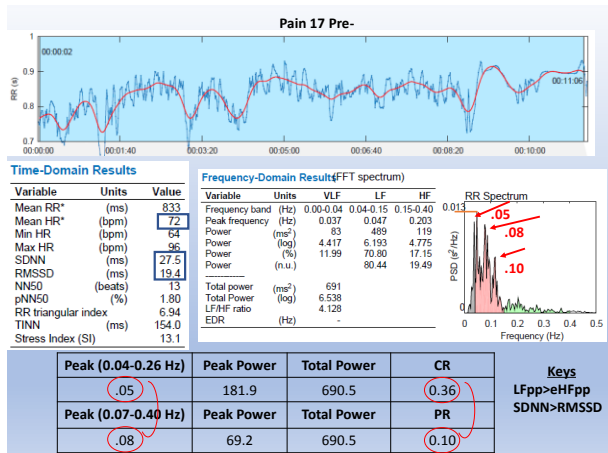 Pain 17 Pre-
1
00:00:02
0.9
RR (s)
00:11:06
0.8
0.7
00:00:00 00:01:40 00:03:20 00:05:00 00:06:40 00:08:20 00:10:00
Time-Domain Results
Variable Units Value
Mean RR* (ms) 833
Mean HR* (bpm) 72
Min HR (bpm) 64
Max HR (bpm) 96
SDNN (ms) 27.5
RMSSD (ms) 19.4
NN50 (beats) 13
pNN50 (%) 1.80
RR triangular index 6.94
TINN (ms) 154.0
Stress Index (SI) 13.1
Frequency-Domain Results (FFT spectrum)
Variable Units VLF LF HF
Frequency band (Hz) 0.00-0.04 0.04-0.15 0.15-0.40
Peak frequency (Hz) 0.037 0.047 0.203
Power (ms²) 83 489 119
Power (log) 4.417 6.193 4.775
Power (%) 11.99 70.80 17.15
Power (n.u.) 80.44 19.49
Total power (ms²) 691
Total Power (log) 6.538
LF/HF ratio 4.128
EDR (Hz) -
RR Spectrum
0.013
.05
.08
.10
PSD (s²/Hz)
0
0 0.1 0.2 0.3 0.4 0.5
Frequency (Hz)
Peak (0.04-0.26 Hz) Peak Power Total Power CR
.05 181.9 690.5 0.36
Peak (0.07-0.40 Hz) Peak Power Total Power PR
.08 69.2 690.5 0.10
Keys
LFpp>eHFpp
SDNN>RMSSD